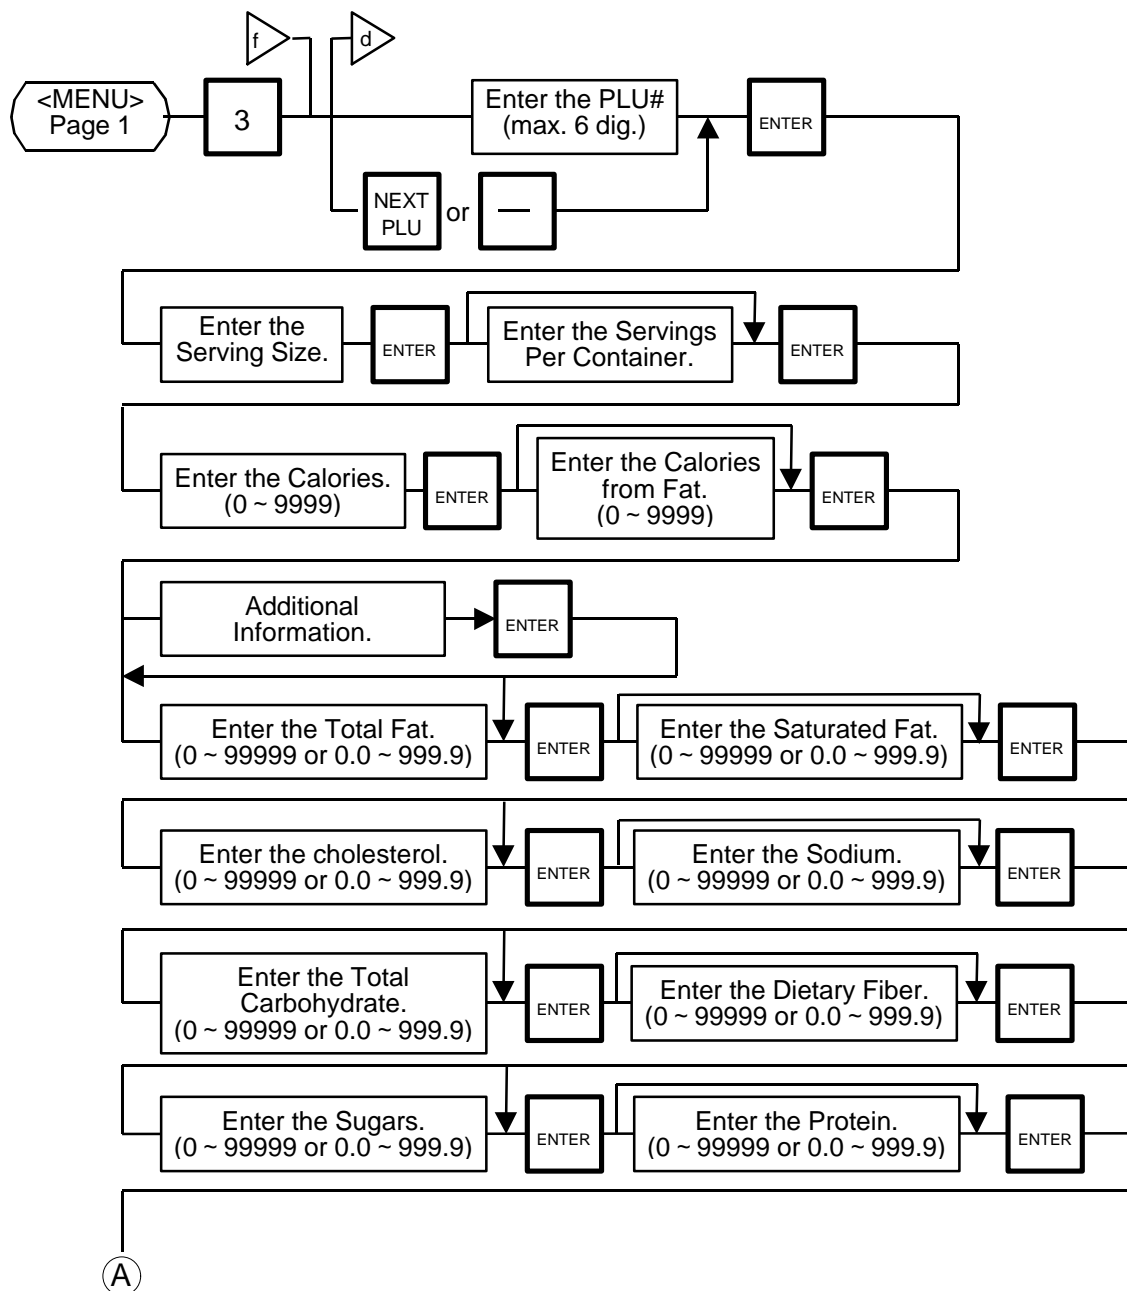 f
d
<MENU>
Page 1
3
Enter the PLU#
(max. 6 dig.)
ENTER
NEXT
PLU
or
—
Enter the
Serving Size.
ENTER
Enter the Servings
Per Container.
ENTER
Enter the Calories.
(0 ~ 9999)
ENTER
Enter the Calories
from Fat.
(0 ~ 9999)
ENTER
Additional
Information.
ENTER
Enter the Total Fat.
(0 ~ 99999 or 0.0 ~ 999.9)
ENTER
Enter the Saturated Fat.
(0 ~ 99999 or 0.0 ~ 999.9)
ENTER
Enter the cholesterol.
(0 ~ 99999 or 0.0 ~ 999.9)
ENTER
Enter the Sodium.
(0 ~ 99999 or 0.0 ~ 999.9)
ENTER
Enter the Total
Carbohydrate.
(0 ~ 99999 or 0.0 ~ 999.9)
ENTER
Enter the Dietary Fiber.
(0 ~ 99999 or 0.0 ~ 999.9)
ENTER
Enter the Sugars.
(0 ~ 99999 or 0.0 ~ 999.9)
ENTER
Enter the Protein.
(0 ~ 99999 or 0.0 ~ 999.9)
ENTER
A